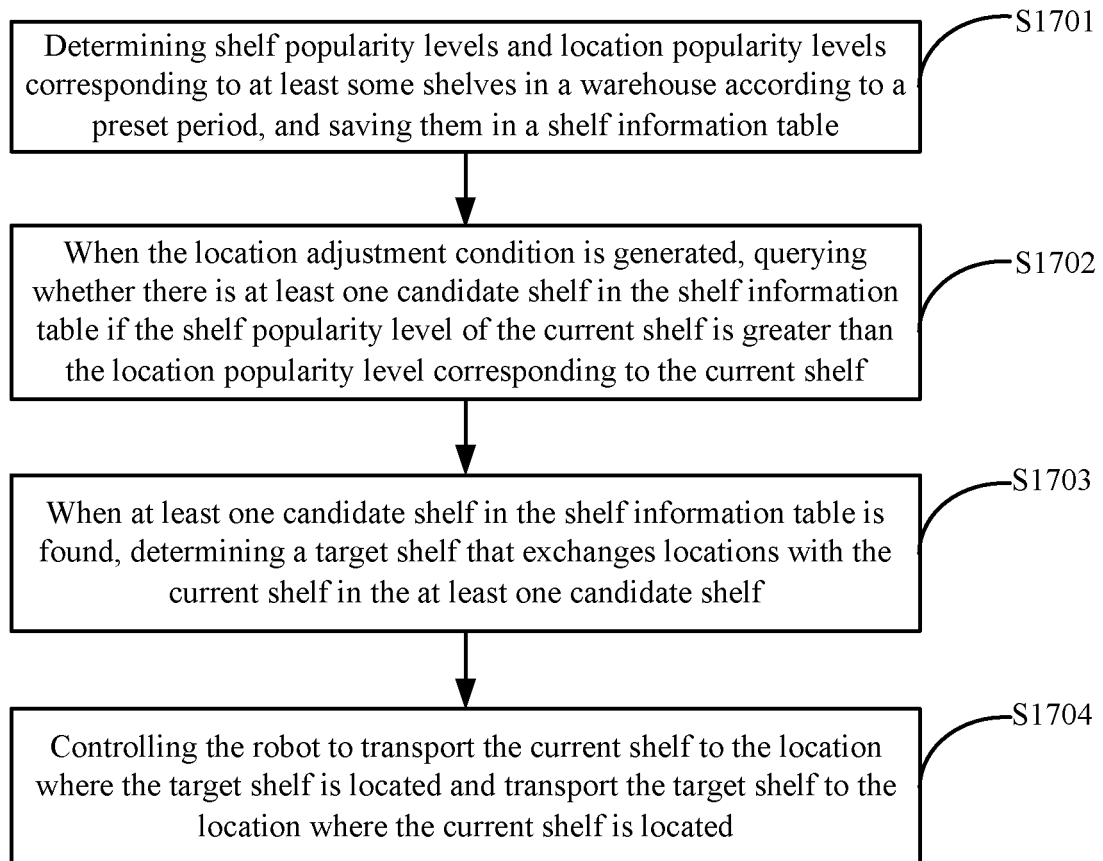 S1701
Determining shelf popularity levels and location popularity levels
corresponding to at least some shelves in a warehouse according to a
preset period, and saving them in a shelf information table
S1702
When the location adjustment condition is generated, querying
whether there is at least one candidate shelf in the shelf information
table if the shelf popularity level of the current shelf is greater than
the location popularity level corresponding to the current shelf
S1703
When at least one candidate shelf in the shelf information table is
found, determining a target shelf that exchanges locations with the
current shelf in the at least one candidate shelf
S1704
Controlling the robot to transport the current shelf to the location
where the target shelf is located and transport the target shelf to the
location where the current shelf is located